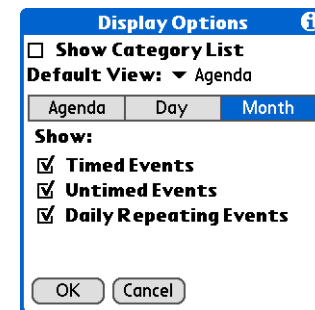 Display Options i
Show Category List
Default View: Agenda
Agenda Day Month
Show:
Timed Events
Untimed Events
Daily Repeating Events
OK Cancel